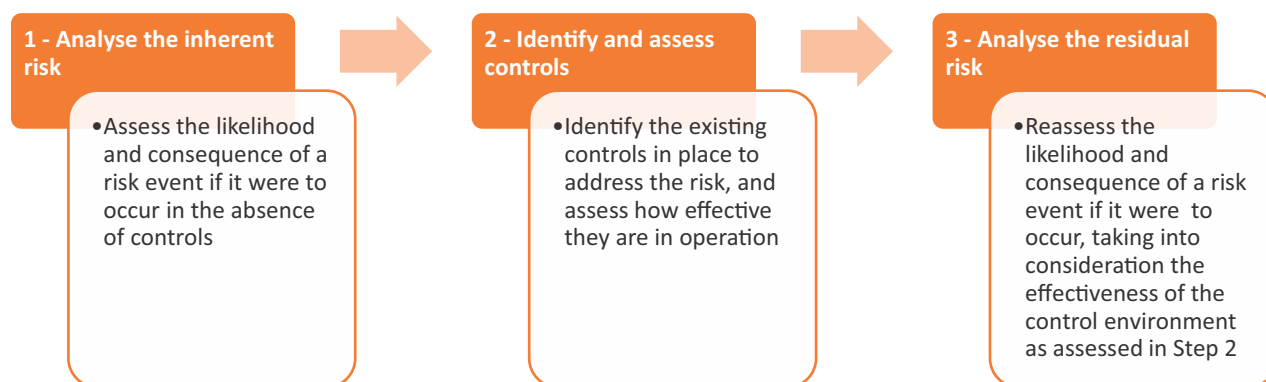 1 - Analyse the inherent
risk
•Assess the likelihood
and consequence of a
risk event if it were to
occur in the absence
of controls
2 - Identify and assess
controls
•Identify the existing
controls in place to
address the risk, and
assess how effective
they are in operation
3 - Analyse the residual
risk
•Reassess the
likelihood and
consequence of a risk
event if it were  to
occur, taking into
consideration the
effectiveness of the
control environment
as assessed in Step 2